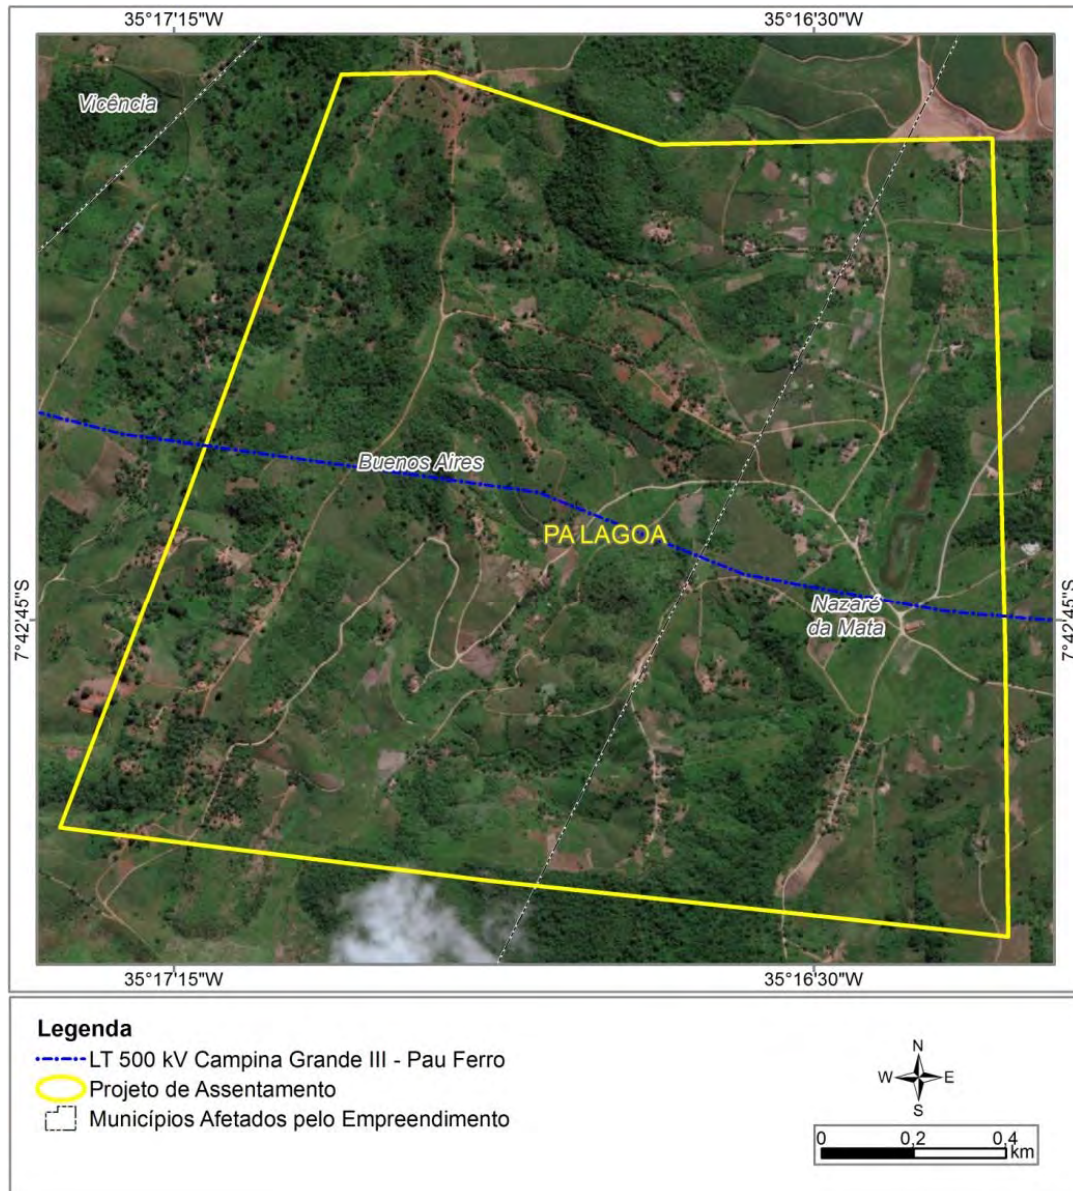 35°17'15"W
35°16'30"W
Vicência
Buenos Aires
PA LAGOA
Nazaré
da Mata
7°42'45"S
7°42'45"S
35°17'15"W
35°16'30"W
Legenda
LT 500 kV Campina Grande III - Pau Ferro
Projeto de Assentamento
Municípios Afetados pelo Empreendimento
N
W
E
S
0
0,2
0,4
km